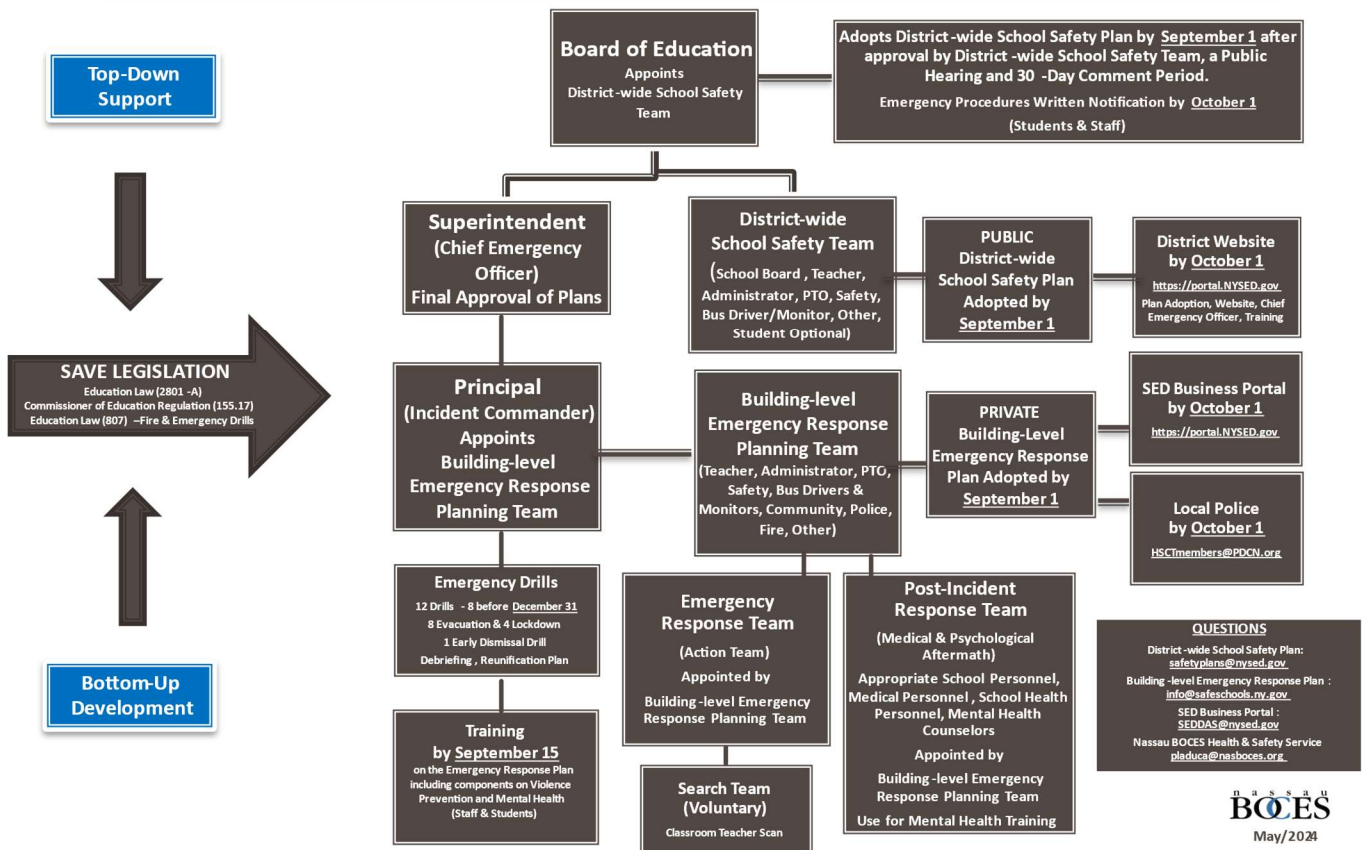 Top-Down
Support
Board of Education
Appoints
District-wide School Safety
Team
Adopts District-wide School Safety Plan by September 1 after
approval by District-wide School Safety Team, a Public
Hearing and 30 -Day Comment Period.
Emergency Procedures Written Notification by October 1
(Students & Staff)
Superintendent
(Chief Emergency
Officer)
Final Approval of Plans
District-wide
School Safety Team
(School Board , Teacher,
Administrator, PTO, Safety,
Bus Driver/Monitor, Other,
Student Optional)
PUBLIC
District-wide
School Safety Plan
Adopted by
September 1
District Website
by October 1
https://portal.NYSED.gov
Plan Adoption, Website, Chief
Emergency Officer, Training
SAVE LEGISLATION
Education Law (2801 -A)
Commissioner of Education Regulation (155.17)
Education Law (807) –Fire & Emergency Drills
Principal
(Incident Commander)
Appoints
Building-level
Emergency Response
Planning Team
Building-level
Emergency Response
Planning Team
(Teacher, Administrator, PTO,
Safety, Bus Drivers &
Monitors, Community, Police,
Fire, Other)
PRIVATE
Building-Level
Emergency Response
Plan Adopted by
September 1
SED Business Portal
by October 1
https://portal.NYSED.gov
Local Police
by October 1
HSCTmembers@PDCN.org
Bottom-Up
Development
Emergency Drills
12 Drills - 8 before December 31
8 Evacuation & 4 Lockdown
1 Early Dismissal Drill
Debriefing , Reunification Plan
Training
by September 15
on the Emergency Response Plan
including components on Violence
Prevention and Mental Health
(Staff & Students)
Emergency
Response Team
(Action Team)
Appointed by
Building-level Emergency
Response Planning Team
Search Team
(Voluntary)
Classroom Teacher Scan
Post-Incident
Response Team
(Medical & Psychological
Aftermath)
Appropriate School Personnel,
Medical Personnel , School Health
Personnel, Mental Health
Counselors
Appointed by
Building -level Emergency
Response Planning Team
Use for Mental Health Training
QUESTIONS
District -wide School Safety Plan:
safetyplans@nysed.gov
Building -level Emergency Response Plan :
info@safeschools.ny.gov
SED Business Portal :
SEDDAS@nysed.gov
Nassau BOCES Health & Safety Service
pladuca@nasboces.org
nassau
BOCES
May/2024